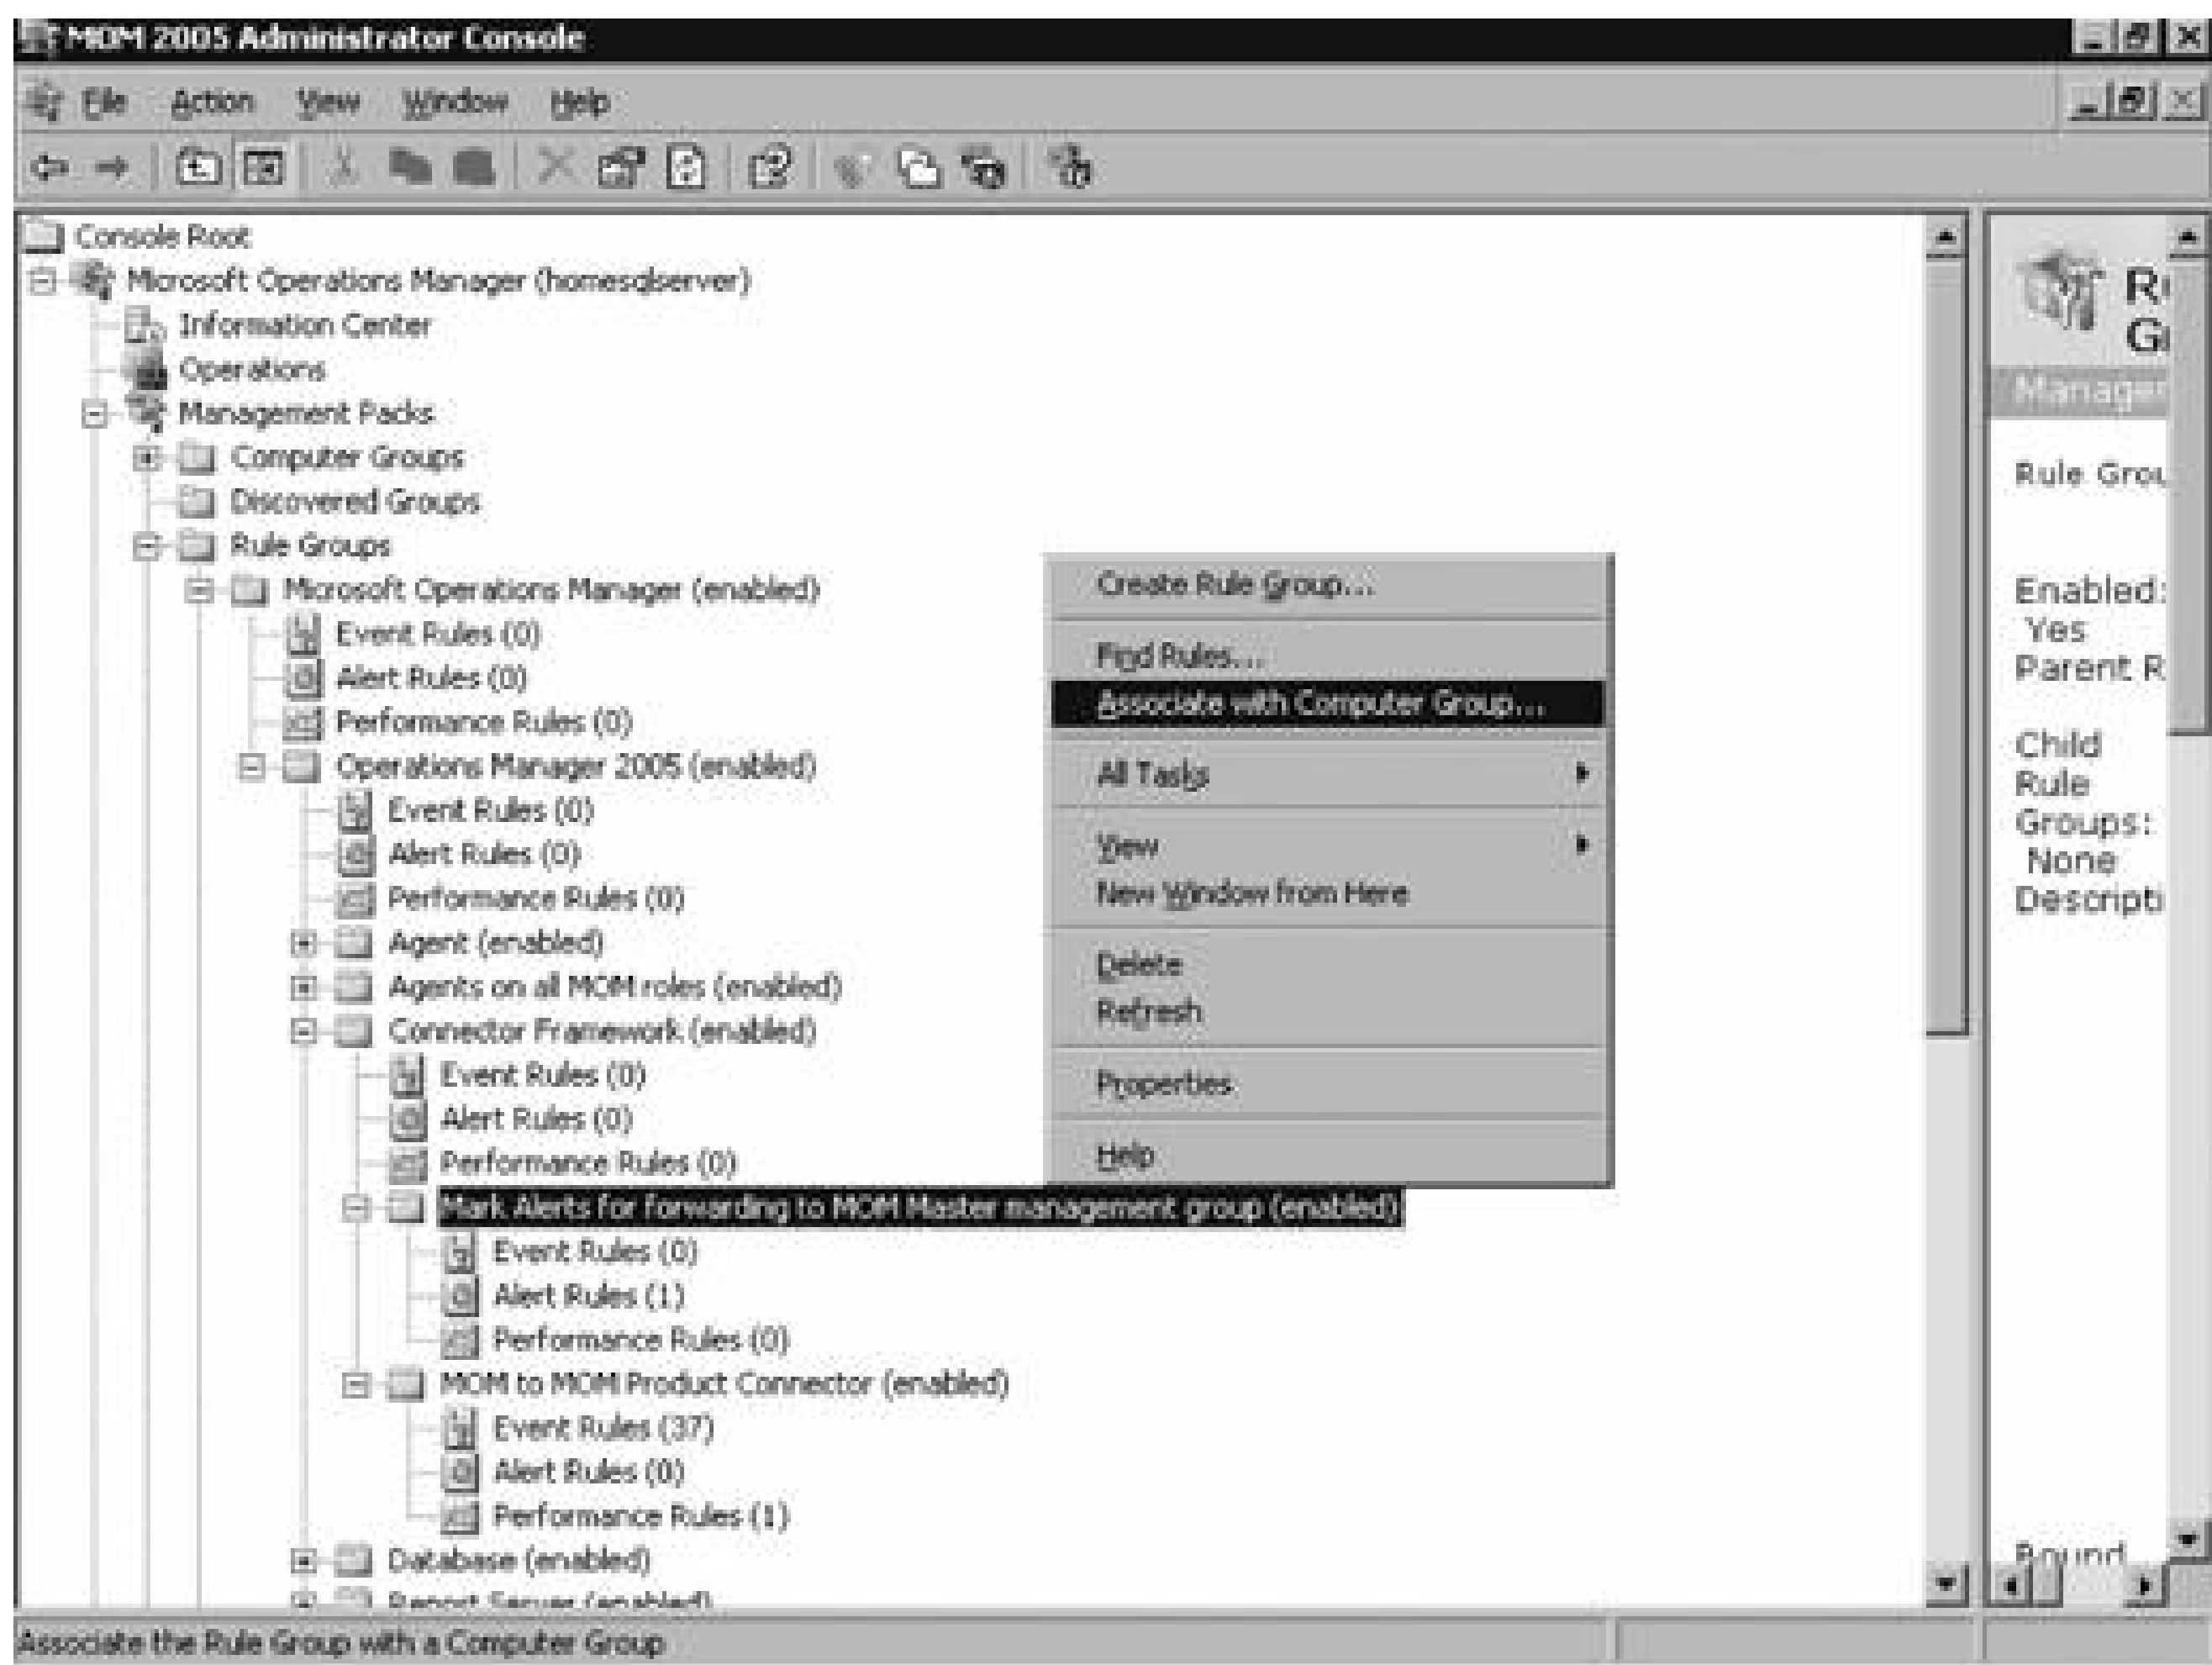 MOM 2005 Administrator Console
File Action View Window Help
Console Root
Microsoft Operations Manager (homesqlserver)
Information Center
Operations
Management Packs
Computer Groups
Discovered Groups
Rule Groups
Microsoft Operations Manager (enabled)
Event Rules (0)
Alert Rules (0)
Performance Rules (0)
Operations Manager 2005 (enabled)
Event Rules (0)
Alert Rules (0)
Performance Rules (0)
Agent (enabled)
Agents on all MOM roles (enabled)
Connector Framework (enabled)
Event Rules (0)
Alert Rules (0)
Performance Rules (0)
Mark Alerts for forwarding to MOM Master management group (enabled)
Event Rules (0)
Alert Rules (1)
Performance Rules (0)
MOM to MOM Product Connector (enabled)
Event Rules (37)
Alert Rules (0)
Performance Rules (1)
Database (enabled)
Report Server (enabled)
Create Rule Group...
Find Rules...
Associate with Computer Group...
All Tasks
View
New Window from Here
Delete
Refresh
Properties
Help
Manager
Rule Grou
Enabled:
Yes
Parent R
Child
Rule
Groups:
None
Descripti
Bound
Associate the Rule Group with a Computer Group